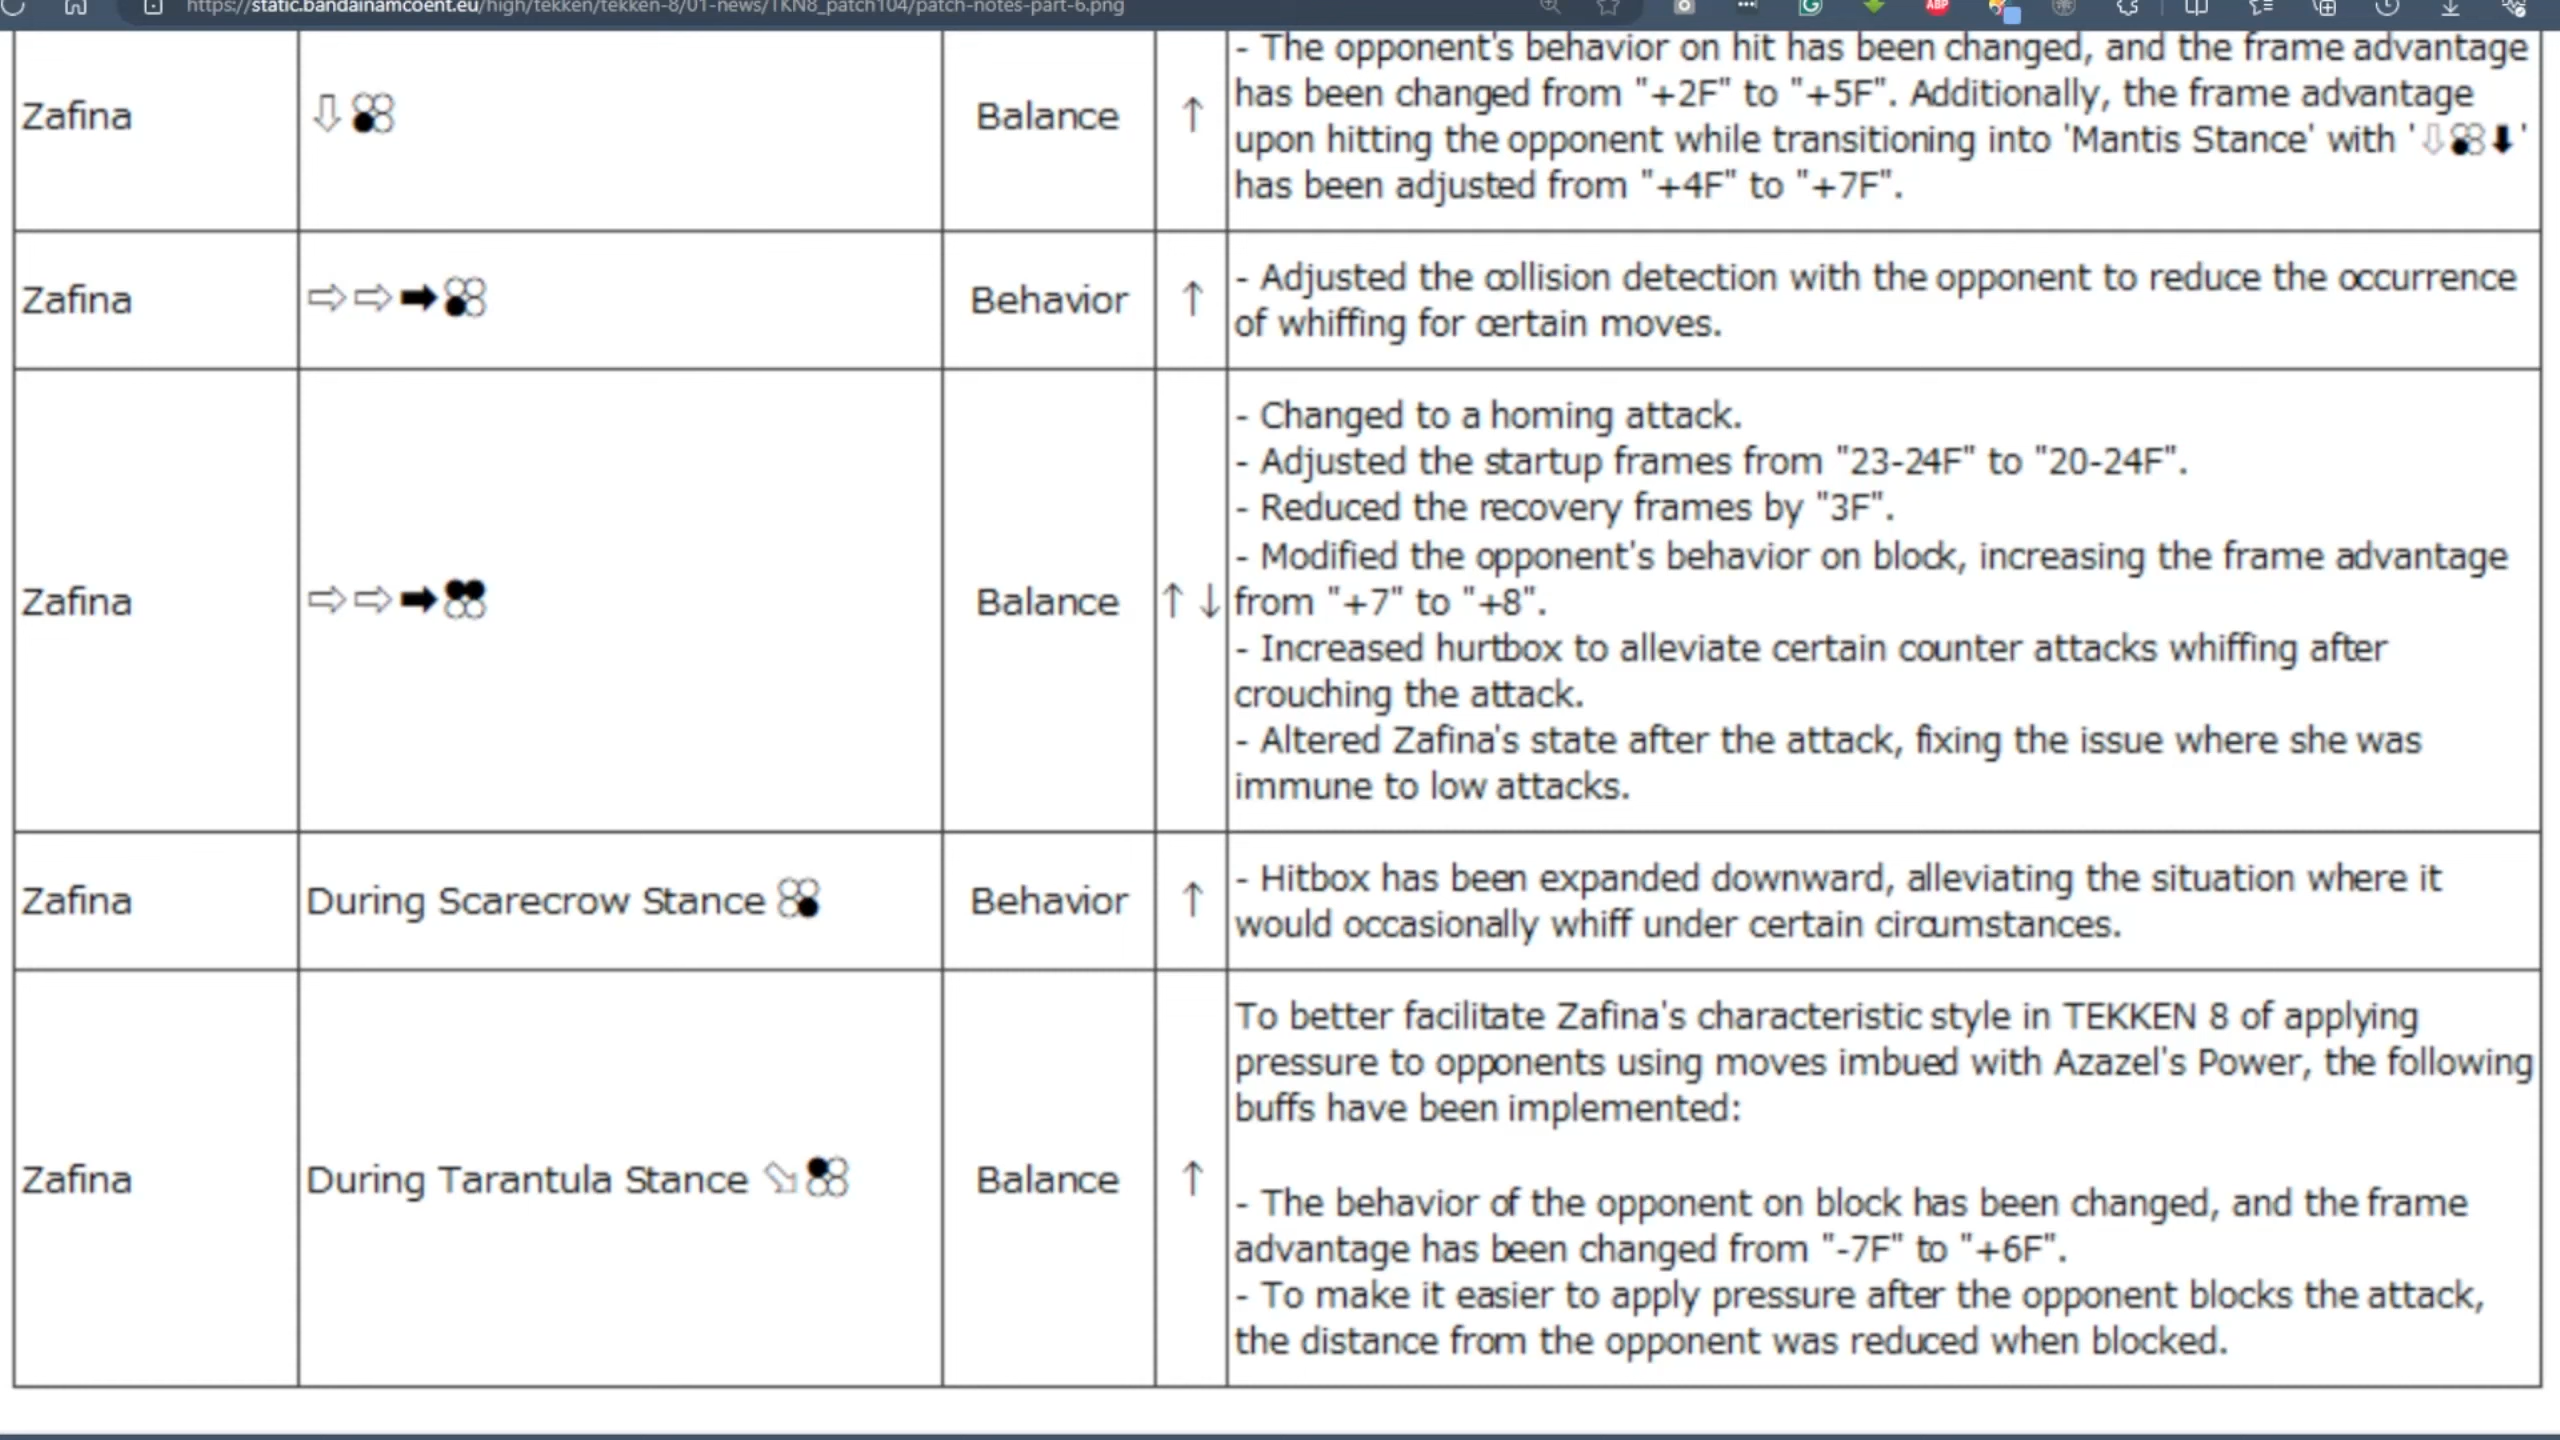 https://static.bandainamcoent.eu/high/tekken/tekken-8/01-news/TKN8_patch104/patch-notes-part-6.png
ABP
Zafina
Balance
↑
- The opponent's behavior on hit has been changed, and the frame advantage
has been changed from "+2F" to "+5F". Additionally, the frame advantage
upon hitting the opponent while transitioning into 'Mantis Stance' with '⇩⬇'
has been adjusted from "+4F" to "+7F".
Zafina
Behavior
↑
- Adjusted the collision detection with the opponent to reduce the occurrence
of whiffing for certain moves.
Zafina
Balance
↑↓
- Changed to a homing attack.
- Adjusted the startup frames from "23-24F" to "20-24F".
- Reduced the recovery frames by "3F".
- Modified the opponent's behavior on block, increasing the frame advantage
from "+7" to "+8".
- Increased hurtbox to alleviate certain counter attacks whiffing after
crouching the attack.
- Altered Zafina's state after the attack, fixing the issue where she was
immune to low attacks.
Zafina
During Scarecrow Stance
Behavior
↑
- Hitbox has been expanded downward, alleviating the situation where it
would occasionally whiff under certain circumstances.
Zafina
During Tarantula Stance
Balance
↑
To better facilitate Zafina's characteristic style in TEKKEN 8 of applying
pressure to opponents using moves imbued with Azazel's Power, the following
buffs have been implemented:
- The behavior of the opponent on block has been changed, and the frame
advantage has been changed from "-7F" to "+6F".
- To make it easier to apply pressure after the opponent blocks the attack,
the distance from the opponent was reduced when blocked.